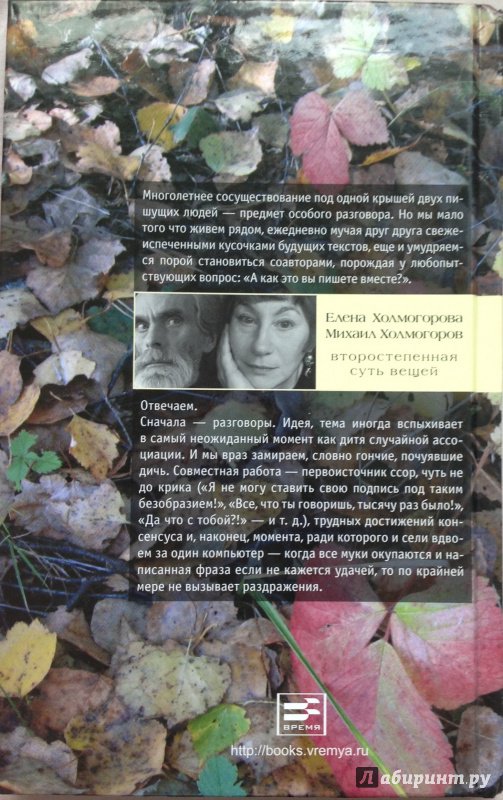 Многолетнее сосуществование под одной крышей двух пи-
шущих людей — предмет особого разговора. Но мы мало
того что живем рядом, ежедневно мучая друг друга свеже-
испеченными кусочками будущих текстов, еще и умудряем-
ся порой становиться соавторами, порождая у любопыт-
ствующих вопрос: «А как это вы пишете вместе?».
Елена Холмогорова
Михаил Холмогоров
второстепенная
суть вещей
Отвечаем.
Сначала — разговоры. Идея, тема иногда вспыхивает
в самый неожиданный момент как дитя случайной ассо-
циации. И мы враз замираем, словно гончие, почуявшие
дичь. Совместная работа — первоисточник ссор, чуть не
до крика («Я не могу ставить свою подпись под таким
безобразием!», «Все, что ты говоришь, тысячу раз было!»,
«Да что с тобой?!» — и т. д.), трудных достижений кон-
сенсуса и, наконец, момента, ради которого и сели вдво-
ем за один компьютер — когда все муки окупаются и на-
писанная фраза если не кажется удачей, то по крайней
мере не вызывает раздражения.
ВРЕМЯ
http://books.vremya.ru
Лабиринт.ру